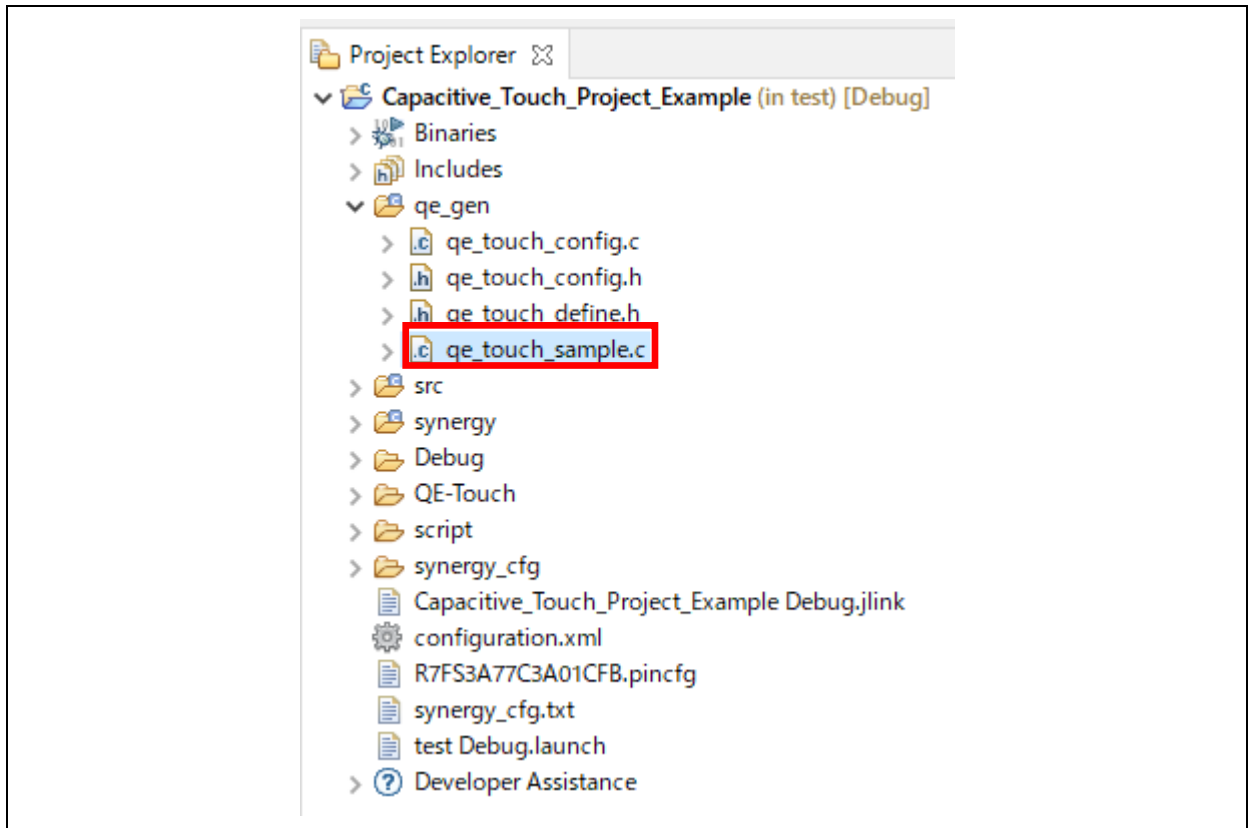 Project Explorer
Capacitive_Touch_Project_Example (in test) [Debug]
Binaries
Includes
qe_gen
qe_touch_config.c
qe_touch_config.h
qe_touch_define.h
qe_touch_sample.c
src
synergy
Debug
QE-Touch
script
synergy_cfg
Capacitive_Touch_Project_Example Debug.jlink
configuration.xml
R7FS3A77C3A01CFB.pincfg
synergy_cfg.txt
test Debug.launch
Developer Assistance